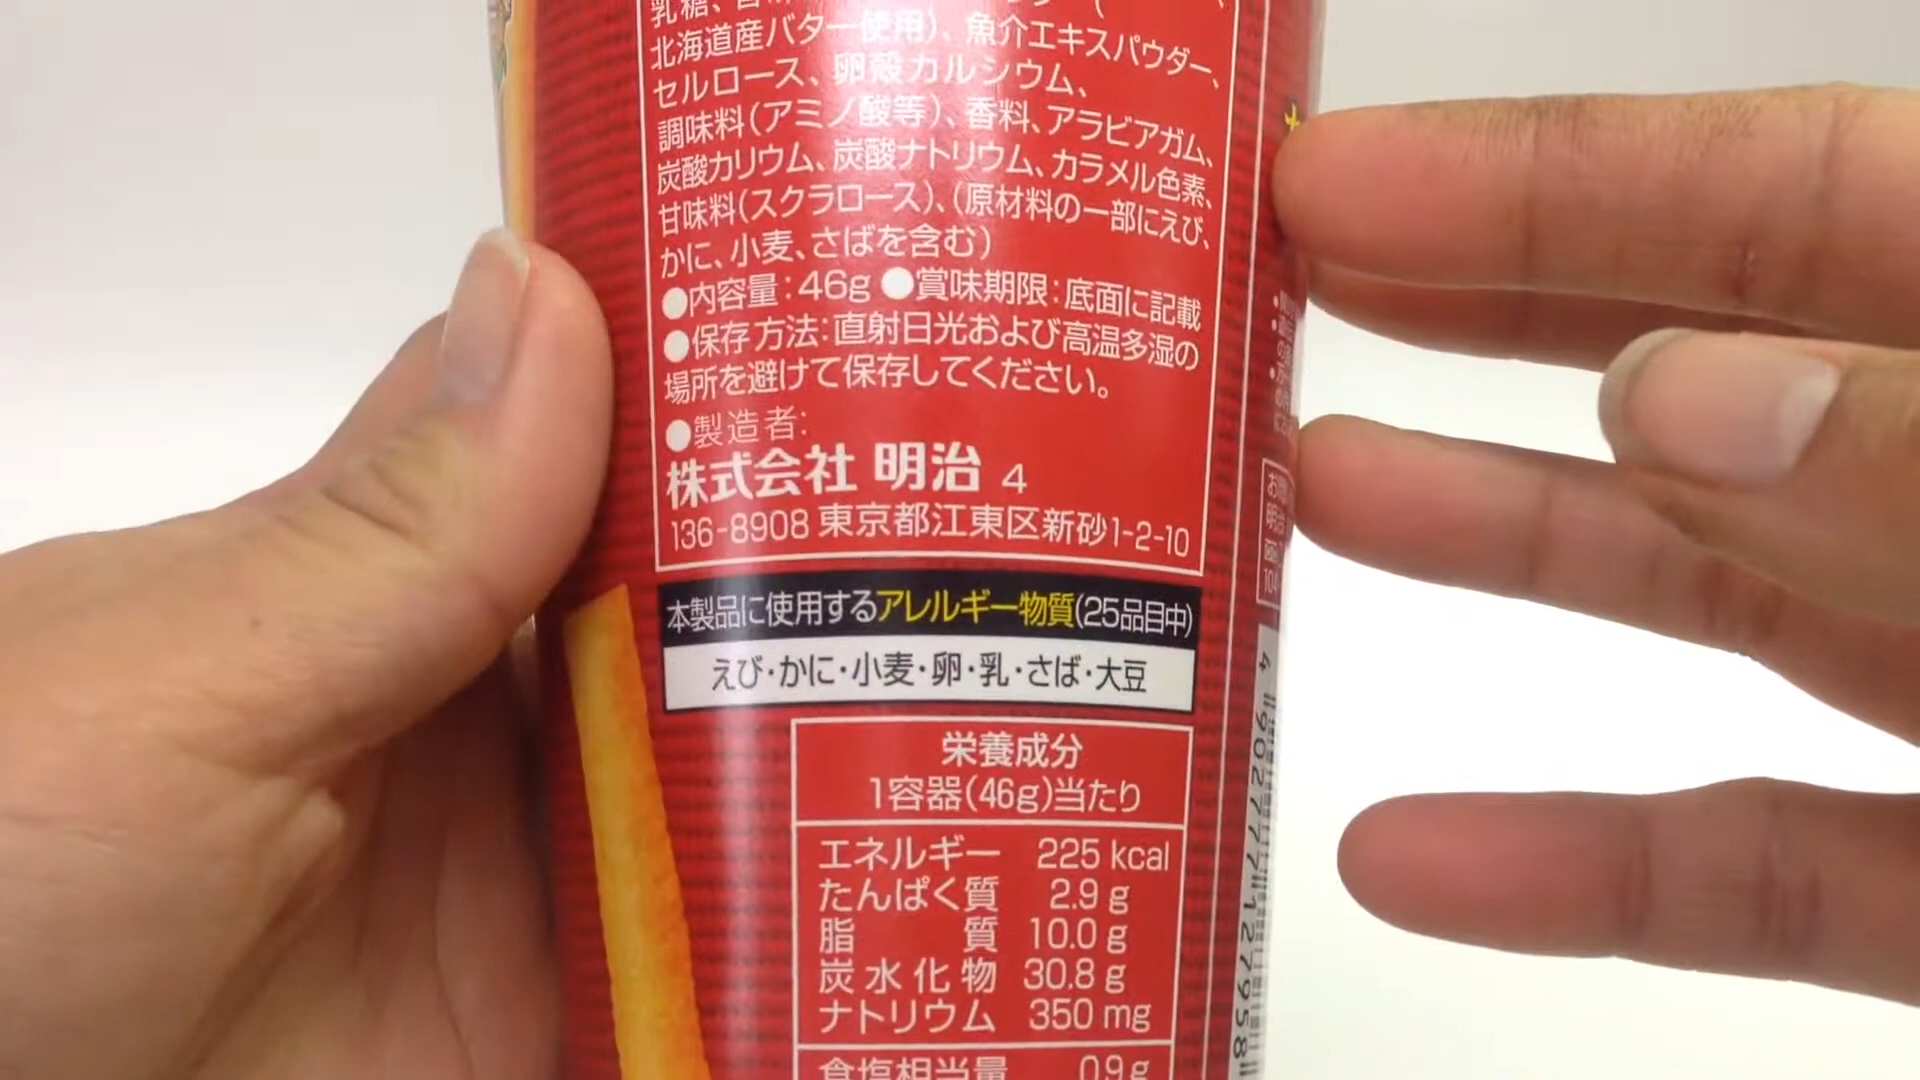 乳糖、
北海道産バター使用)、魚介エキスパウダー、
セルロース、卵殻カルシウム、
調味料(アミノ酸等)、香料、アラビアガム、
炭酸カリウム、炭酸ナトリウム、カラメル色素、
甘味料(スクラロース)、(原材料の一部にえび、
かに、小麦、さばを含む)
●内容量:46g ●賞味期限:底面に記載
●保存方法:直射日光および高温多湿の
場所を避けて保存してください。
●製造者:
株式会社 明治 4
136-8908 東京都江東区新砂1-2-10
本製品に使用するアレルギー物質(25品目中)
えび・かに・小麦・卵・乳・さば・大豆
栄養成分
1容器(46g)当たり
エネルギー 225 kcal
たんぱく質 2.9 g
脂質 10.0 g
炭水化物 30.8 g
ナトリウム 350 mg
食塩相当量 0.9 g
4 902777 127958